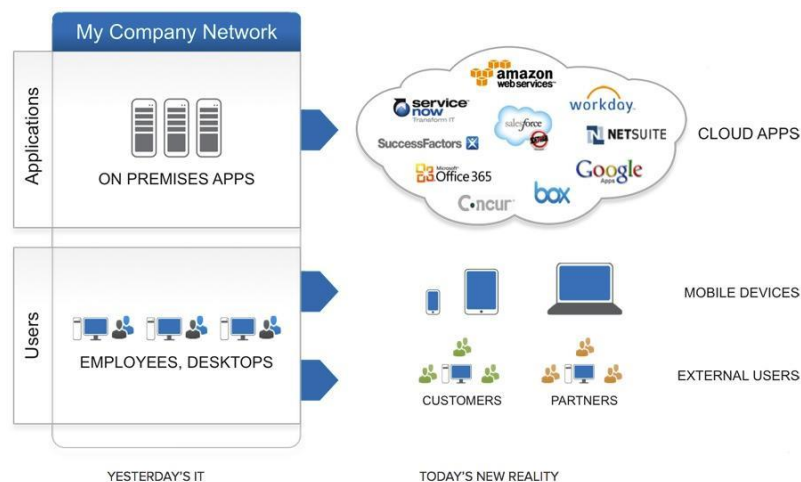 My Company Network
Applications
ON PREMISES APPS
amazon
webservices™
service
now
Transform IT
workday.
salesforce
SuccessFactors
NETSUITE
Microsoft
Office 365
Google
Apps
Concur
box
CLOUD APPS
Users
EMPLOYEES, DESKTOPS
MOBILE DEVICES
CUSTOMERS
PARTNERS
EXTERNAL USERS
YESTERDAY'S IT
TODAY'S NEW REALITY